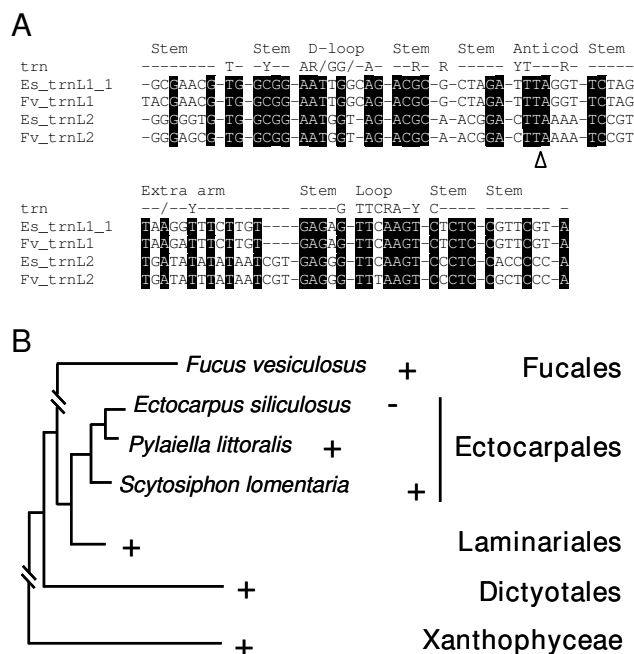 A
Stem Stem D-loop Stem Stem Anticod Stem
trn --------- T- --Y-- AR/GG/-A- ---R- R ----- YT---R- -----
Es_trnL1_1 -GCGAACG-TG-GCGG-AATTGGCAG-ACGC-G-CTAGA-TTTAGGT-TCTAG
Fv_trnL1 TACGAACG-TG-GCGG-AATTGGCAG-ACGC-G-CTAGA-TTTAGGT-TCTAG
Es_trnL2 -GGGGGTG-TG-GCGG-AATGGT-AG-ACGC-A-ACGGA-CTTAAAA-TCCGT
Fv_trnL2 -GGGAGCG-TG-GCGG-AATGGT-AG-ACGC-A-ACGGA-CTTAAAA-TCCGT
Δ
Extra arm Stem Loop Stem Stem
trn --/--Y---------- ----G TTCRA-Y C---- ------- -
Es_trnL1_1 TAAGGTTTCTTGT----GAGAG-TTCAAGT-CTCTC-CGTTCGT-A
Fv_trnL1 TAAGATTTCTTGT----GAGAG-TTCAAGT-CTCTC-CGTTCGT-A
Es_trnL2 TGATATATATAATCGT-GAGGG-TTCAAGT-CCCTC-CACCCCC-A
Fv_trnL2 TGATATTTATAATCGT-GAGGG-TTTAAGT-CCCTC-CGCTCCC-A
B
Fucus vesiculosus + Fucales
Ectocarpus siliculosus -
Pylaiella littoralis + Ectocarpales
Scytosiphon lomentaria +
+ Laminariales
+ Dictyotales
+ Xanthophyceae